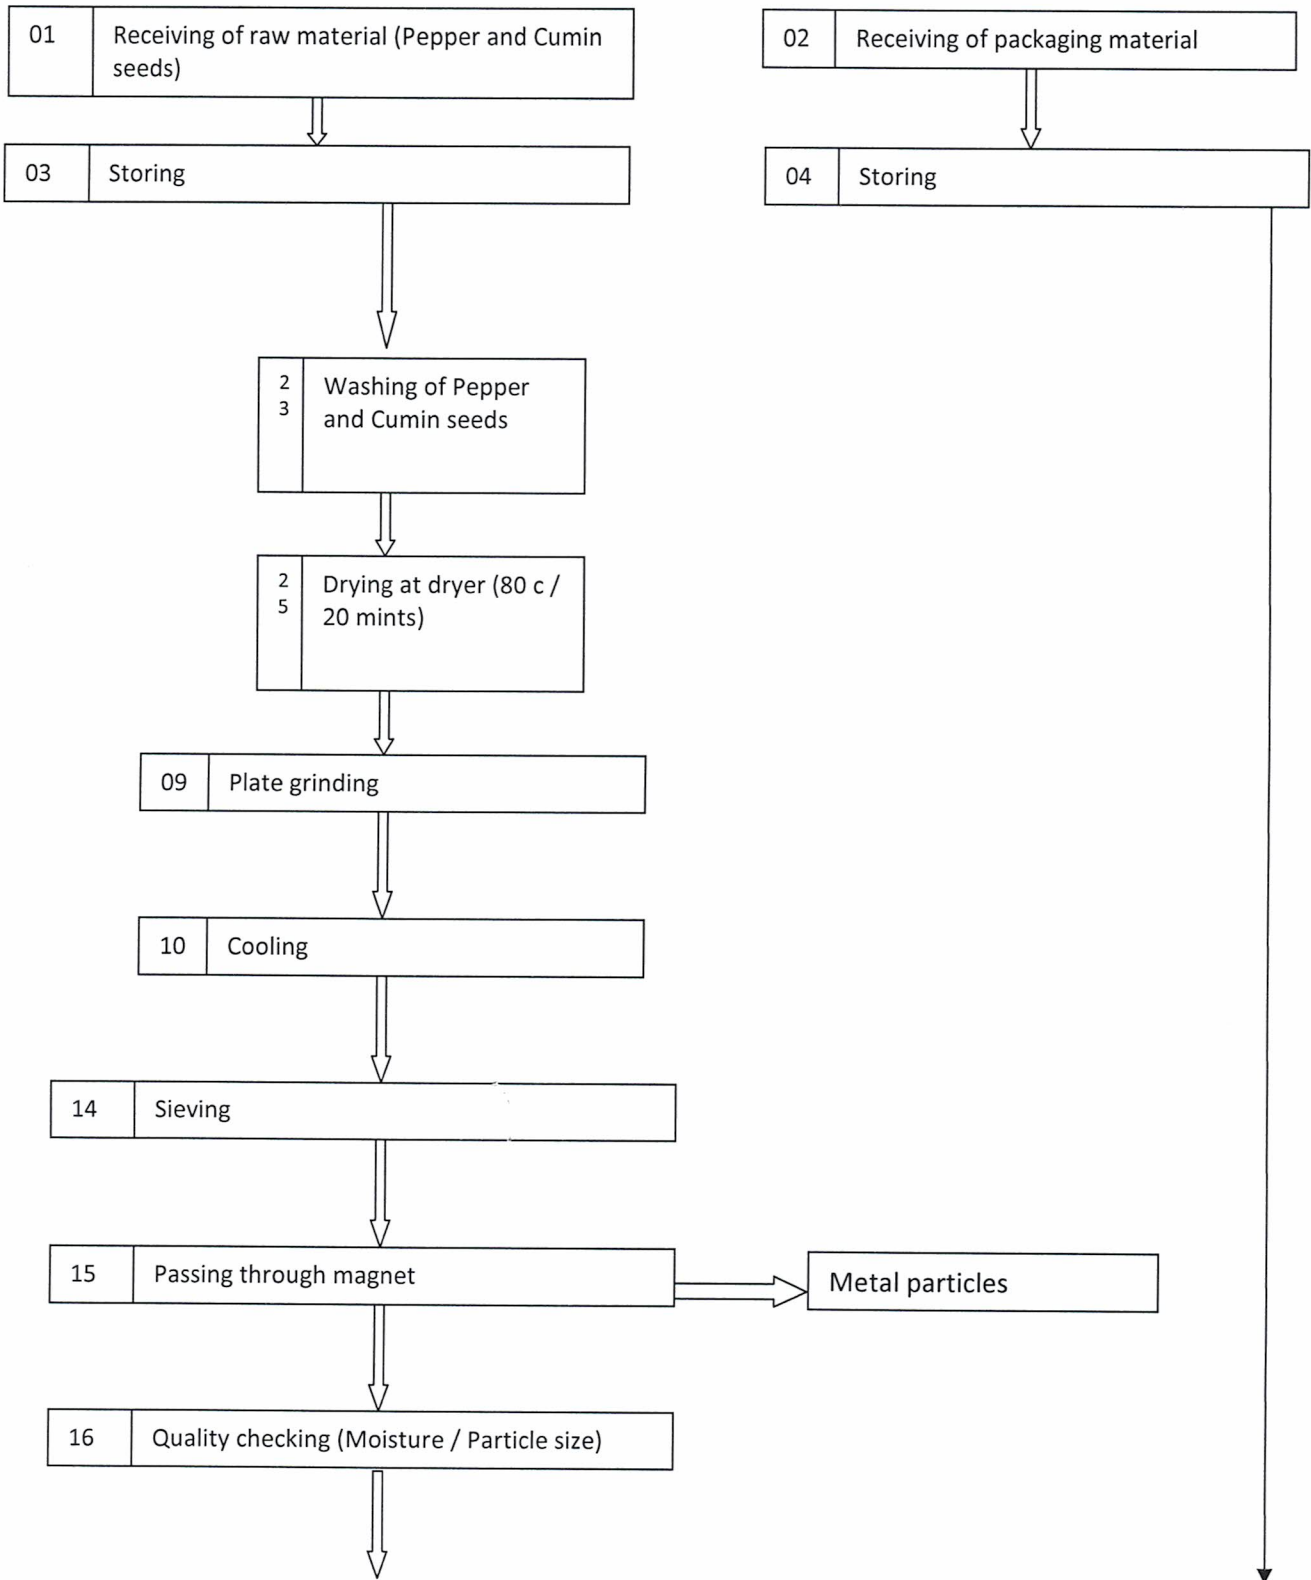 01 Receiving of raw material (Pepper and Cumin
seeds)
02 Receiving of packaging material
03 Storing
04 Storing
2
3
Washing of Pepper
and Cumin seeds
2
5
Drying at dryer (80 c /
20 mints)
09 Plate grinding
10 Cooling
14 Sieving
15 Passing through magnet
Metal particles
16 Quality checking (Moisture / Particle size)